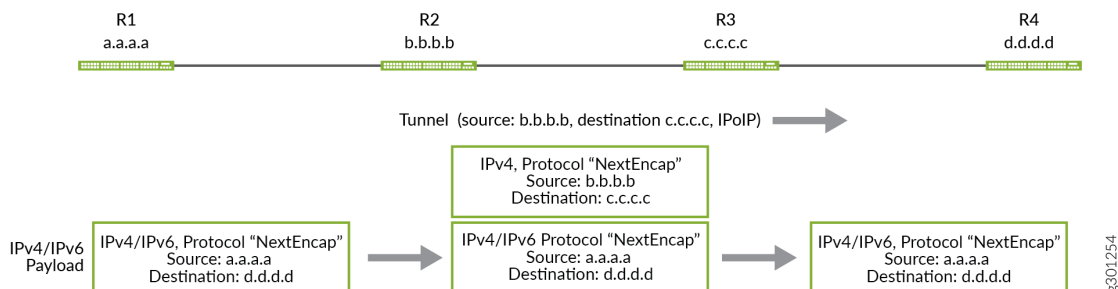 R1
a.a.a.a
R2
b.b.b.b
R3
c.c.c.c
R4
d.d.d.d
Tunnel (source: b.b.b.b, destination c.c.c.c, IPoIP)
IPv4, Protocol “NextEncap”
Source: b.b.b.b
Destination: c.c.c.c
IPv4/IPv6
Payload
IPv4/IPv6, Protocol “NextEncap”
Source: a.a.a.a
Destination: d.d.d.d
IPv4/IPv6 Protocol “NextEncap”
Source: a.a.a.a
Destination: d.d.d.d
IPv4/IPv6, Protocol “NextEncap”
Source: a.a.a.a
Destination: d.d.d.d